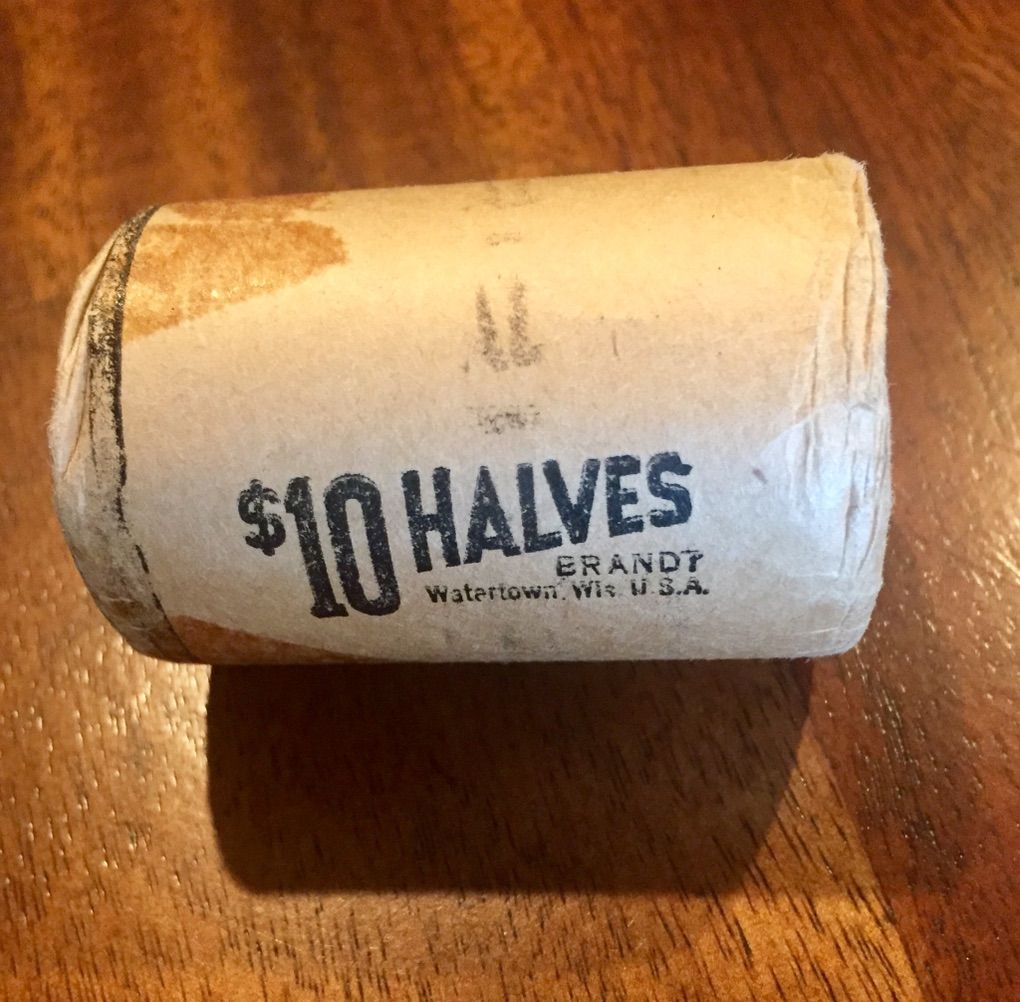 $10 HALVES
BRANDT
Watertown, Wis. U.S.A.